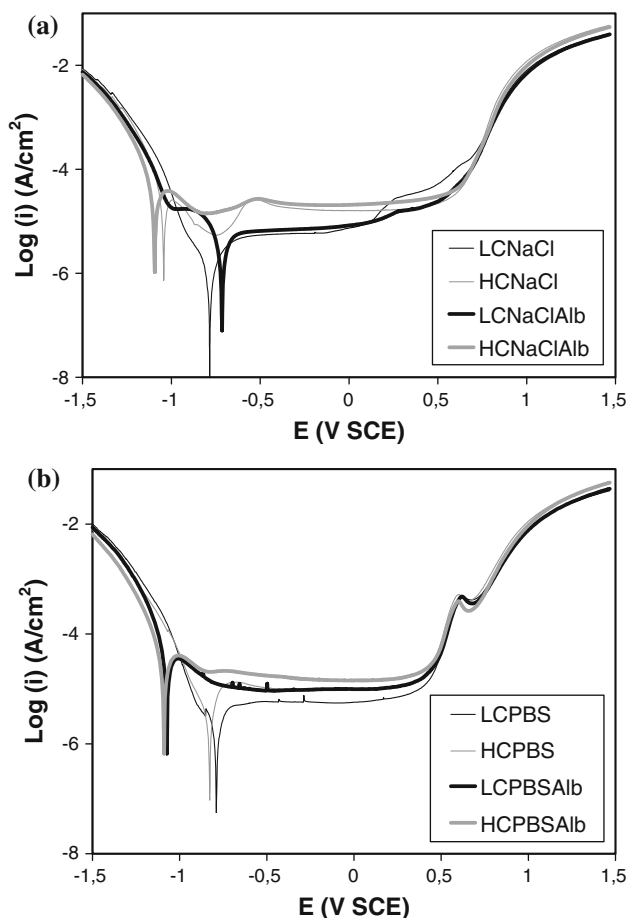 (a)
-2
-4
-6
-8
Log (i) (A/cm²)
LCNaCl
HCNaCl
LCNaClAlb
HCNaClAlb
-1,5 -1 -0,5 0 0,5 1 1,5
E (V SCE)
(b)
-2
-4
-6
-8
Log (i) (A/cm²)
LCPBS
HCPBS
LCPBSAlb
HCPBSAlb
-1,5 -1 -0,5 0 0,5 1 1,5
E (V SCE)